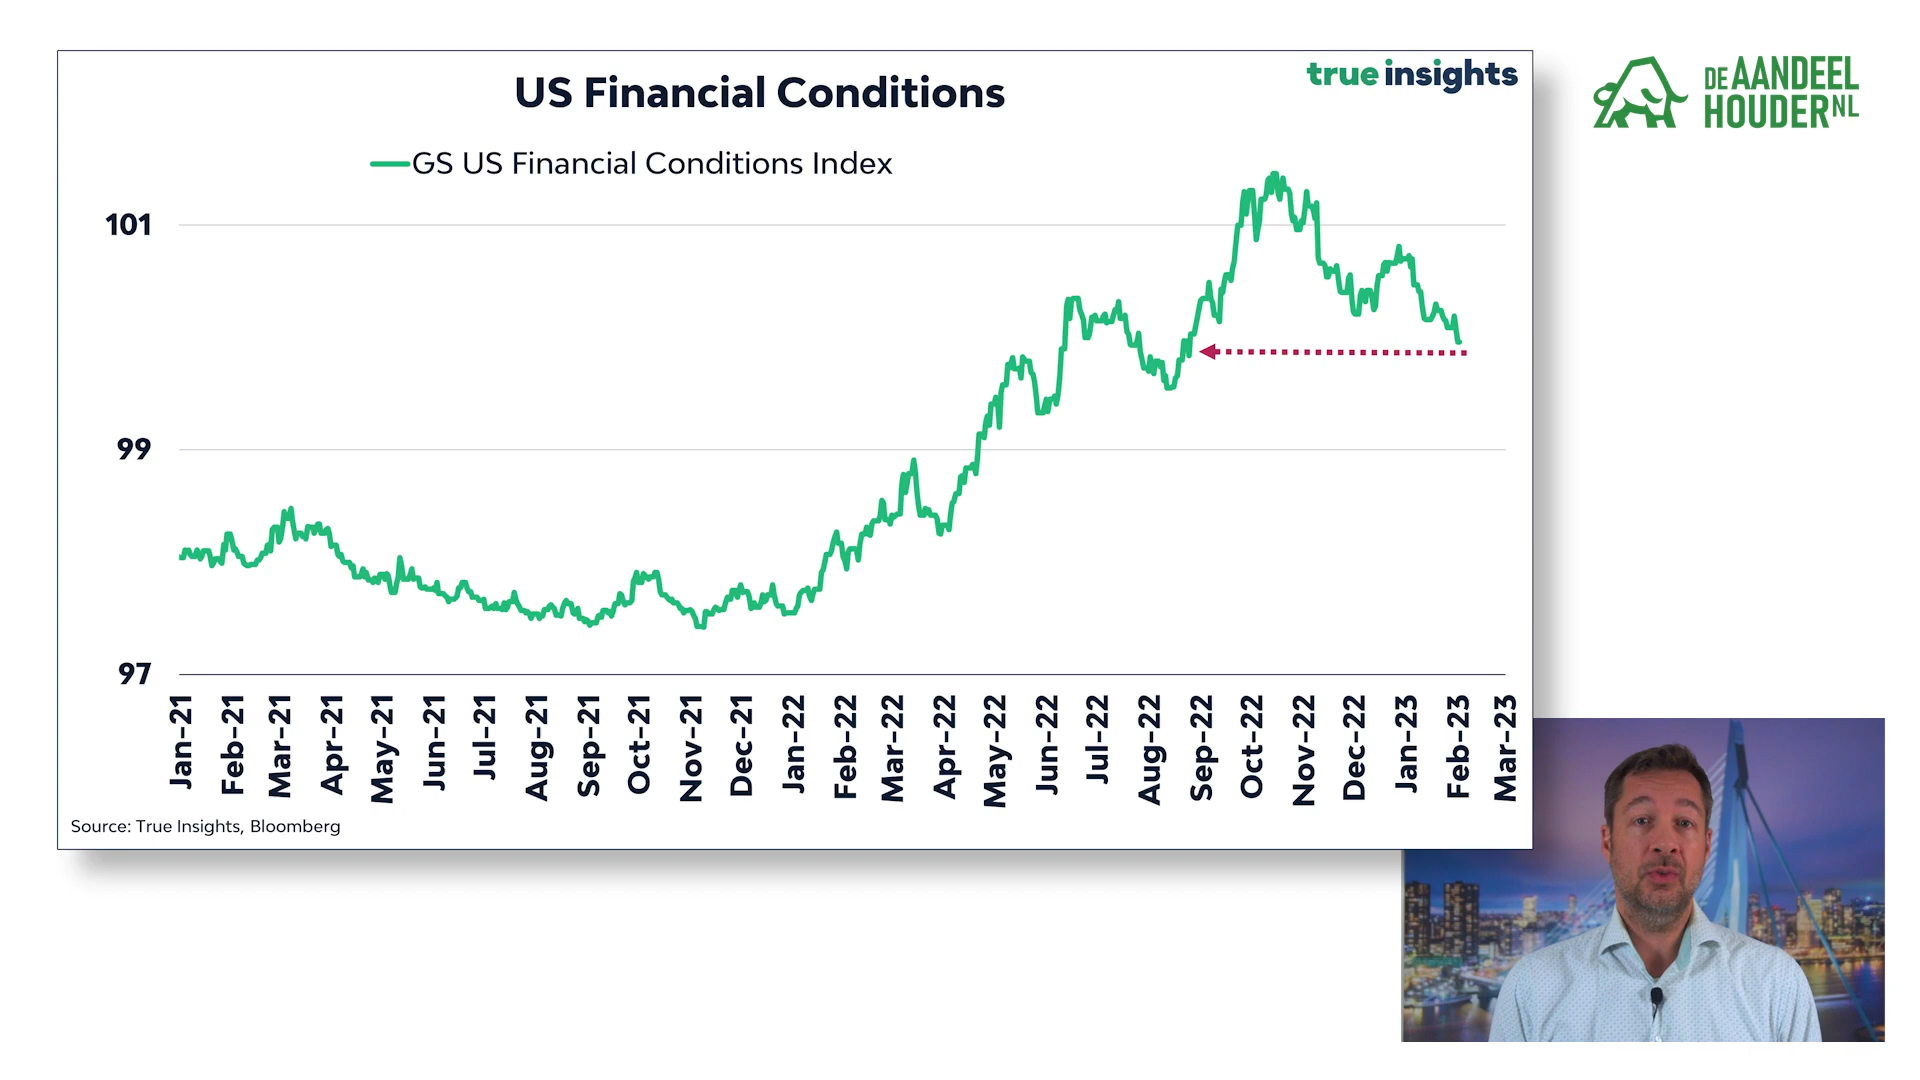 US Financial Conditions
true insights
DE AANDEEL
HOUDER NL
GS US Financial Conditions Index
101
99
97
Jan-21
Feb-21
Mar-21
Apr-21
May-21
Jun-21
Jul-21
Aug-21
Sep-21
Oct-21
Nov-21
Dec-21
Jan-22
Feb-22
Mar-22
Apr-22
May-22
Jun-22
Jul-22
Aug-22
Sep-22
Oct-22
Nov-22
Dec-22
Jan-23
Feb-23
Mar-23
Source: True Insights, Bloomberg